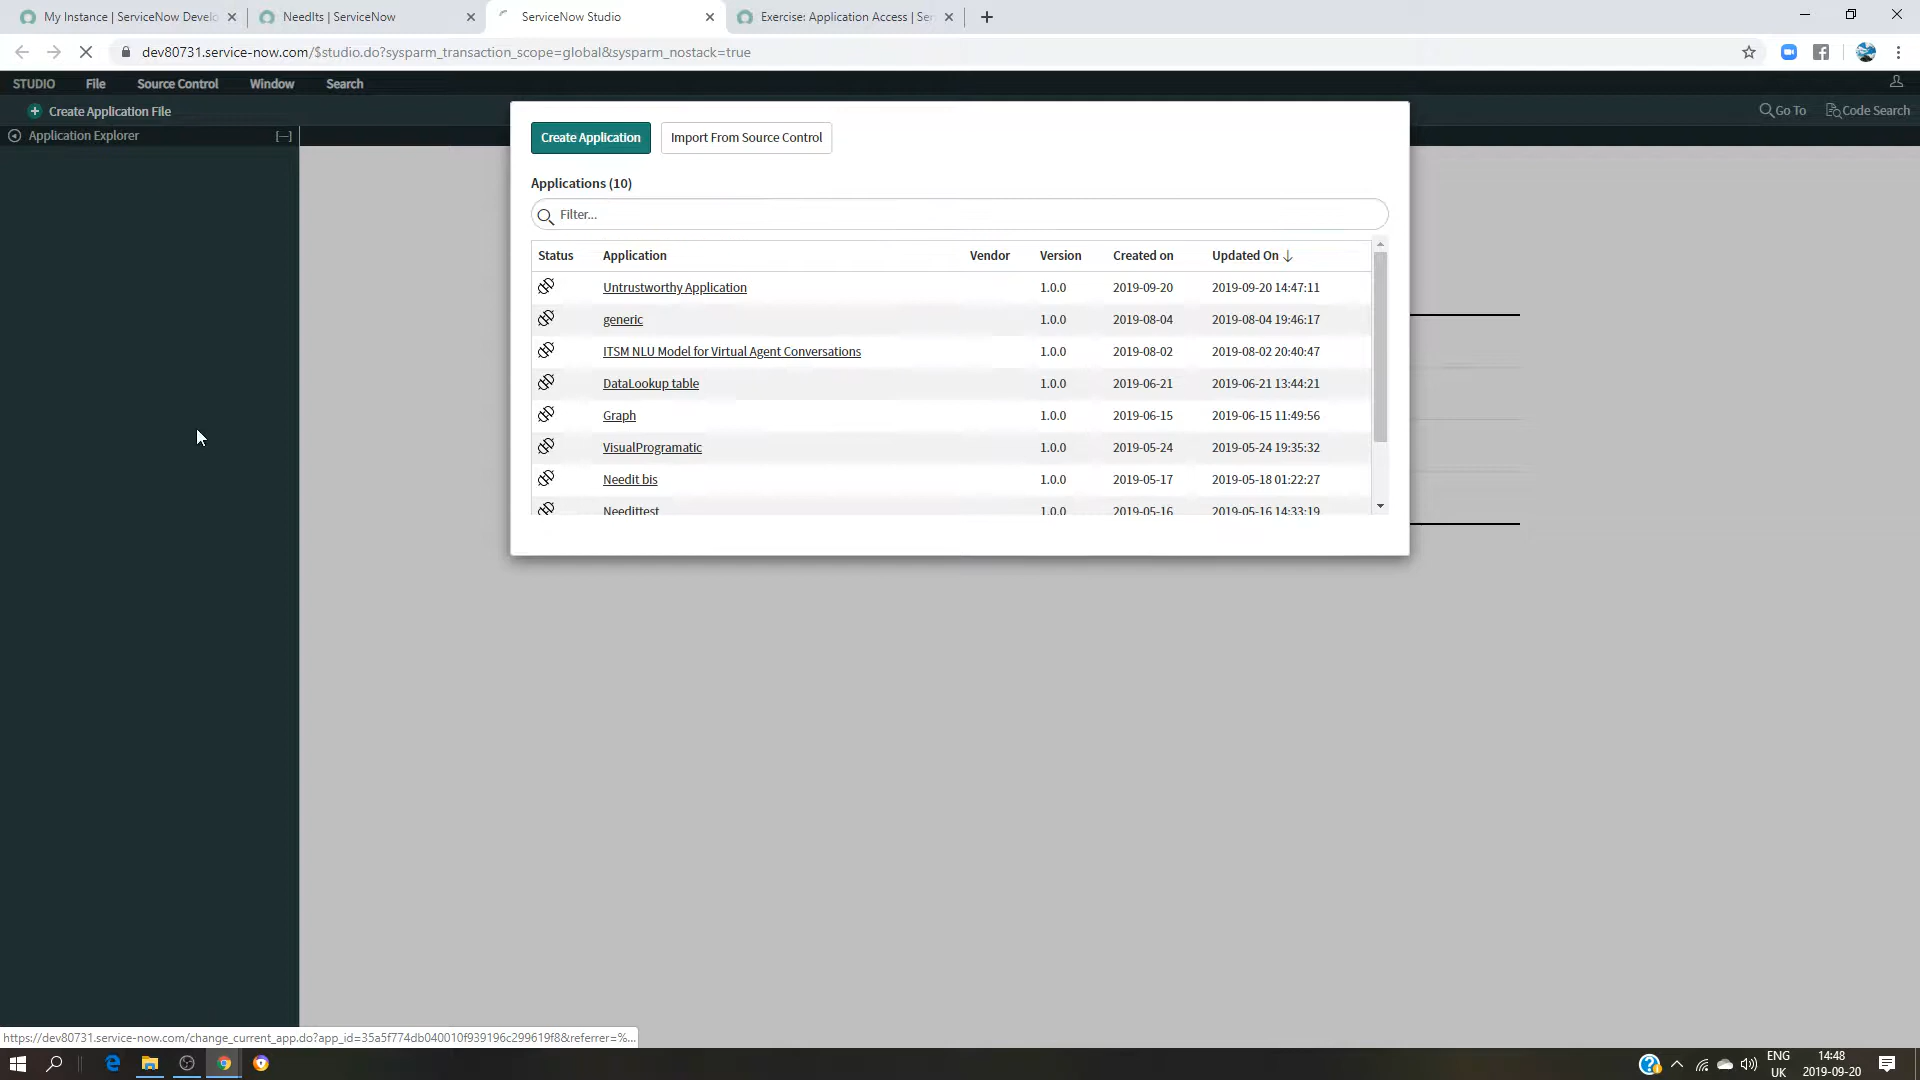 My Instance | ServiceNow Develo
NeedIts | ServiceNow
ServiceNow Studio
Exercise: Application Access | Ser
dev80731.service-now.com/$studio.do?sysparm_transaction_scope=global&sysparm_nostack=true
STUDIO File Source Control Window Search
Create Application File
Go To Code Search
Application Explorer
Create Application Import From Source Control
Applications (10)
Filter...
Status Application Vendor Version Created on Updated On
Untrustworthy Application 1.0.0 2019-09-20 2019-09-20 14:47:11
generic 1.0.0 2019-08-04 2019-08-04 19:46:17
ITSM NLU Model for Virtual Agent Conversations 1.0.0 2019-08-02 2019-08-02 20:40:47
DataLookup table 1.0.0 2019-06-21 2019-06-21 13:44:21
Graph 1.0.0 2019-06-15 2019-06-15 11:49:56
VisualProgramatic 1.0.0 2019-05-24 2019-05-24 19:35:32
Needit bis 1.0.0 2019-05-17 2019-05-18 01:22:27
Needittest 1.0.0 2019-05-16 2019-05-16 14:33:19
https://dev80731.service-now.com/change_current_app.do?app_id=35a5f774db040010f939196c299619f8&referrer=%...
ENG 14:48
UK 2019-09-20